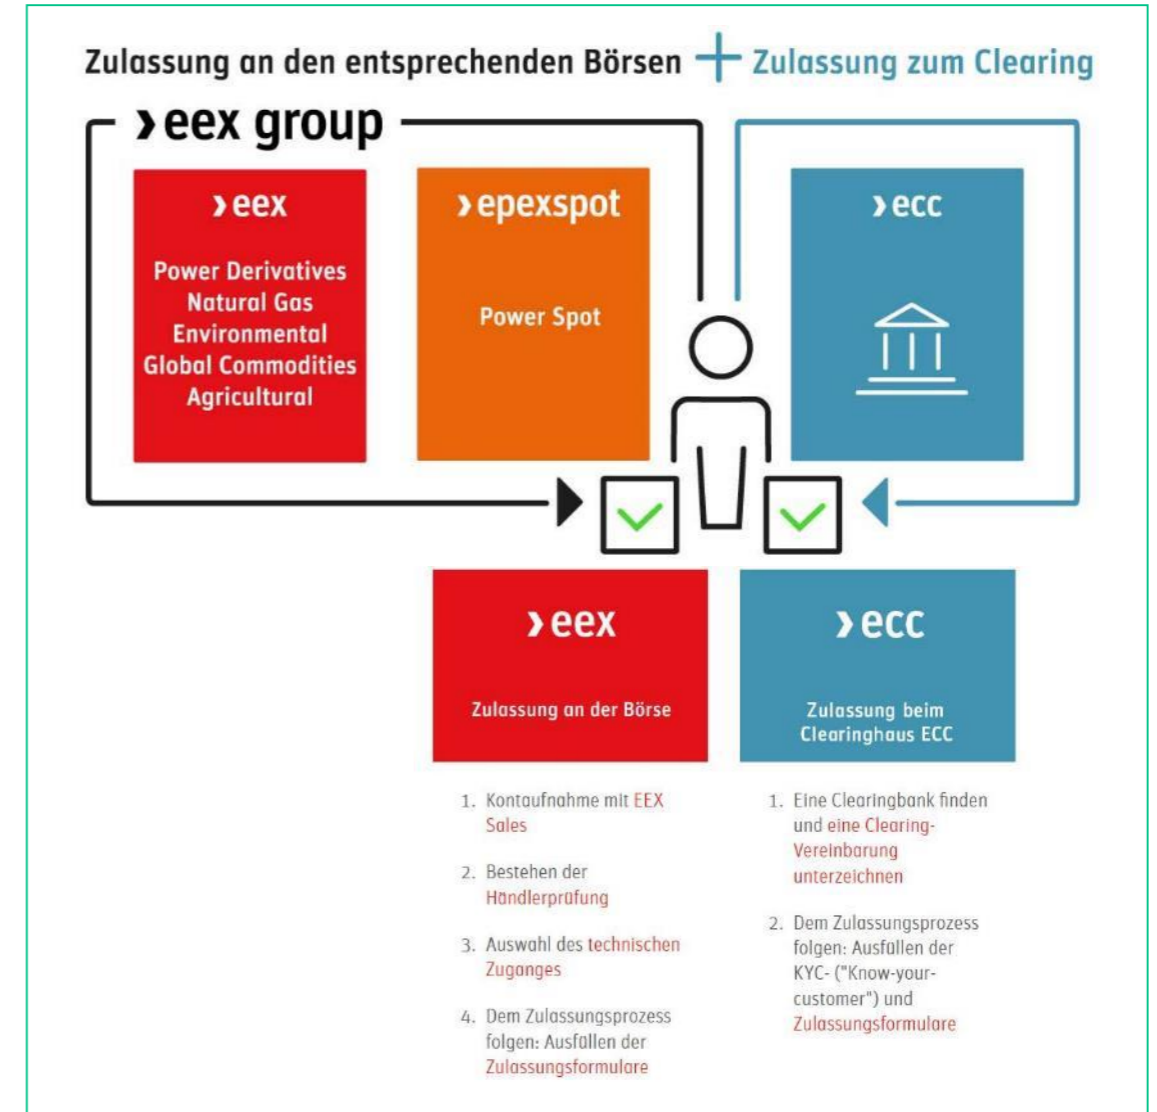 Zulassung an den entsprechenden Börsen + Zulassung zum Clearing
eex group
eex
Power Derivatives
Natural Gas
Environmental
Global Commodities
Agricultural
epexspot
Power Spot
ecc
eex
Zulassung an der Börse
1. Kontaufnahme mit EEX
Sales
2. Bestehen der
Händlerprüfung
3. Auswahl des technischen
Zuganges
4. Dem Zulassungsprozess
folgen: Ausfüllen der
Zulassungsformulare
ecc
Zulassung beim
Clearinghaus ECC
1. Eine Clearingbank finden
und eine Clearing-
Vereinbarung
unterzeichnen
2. Dem Zulassungsprozess
folgen: Ausfüllen der
KYC- ("Know-your-
customer") und
Zulassungsformulare